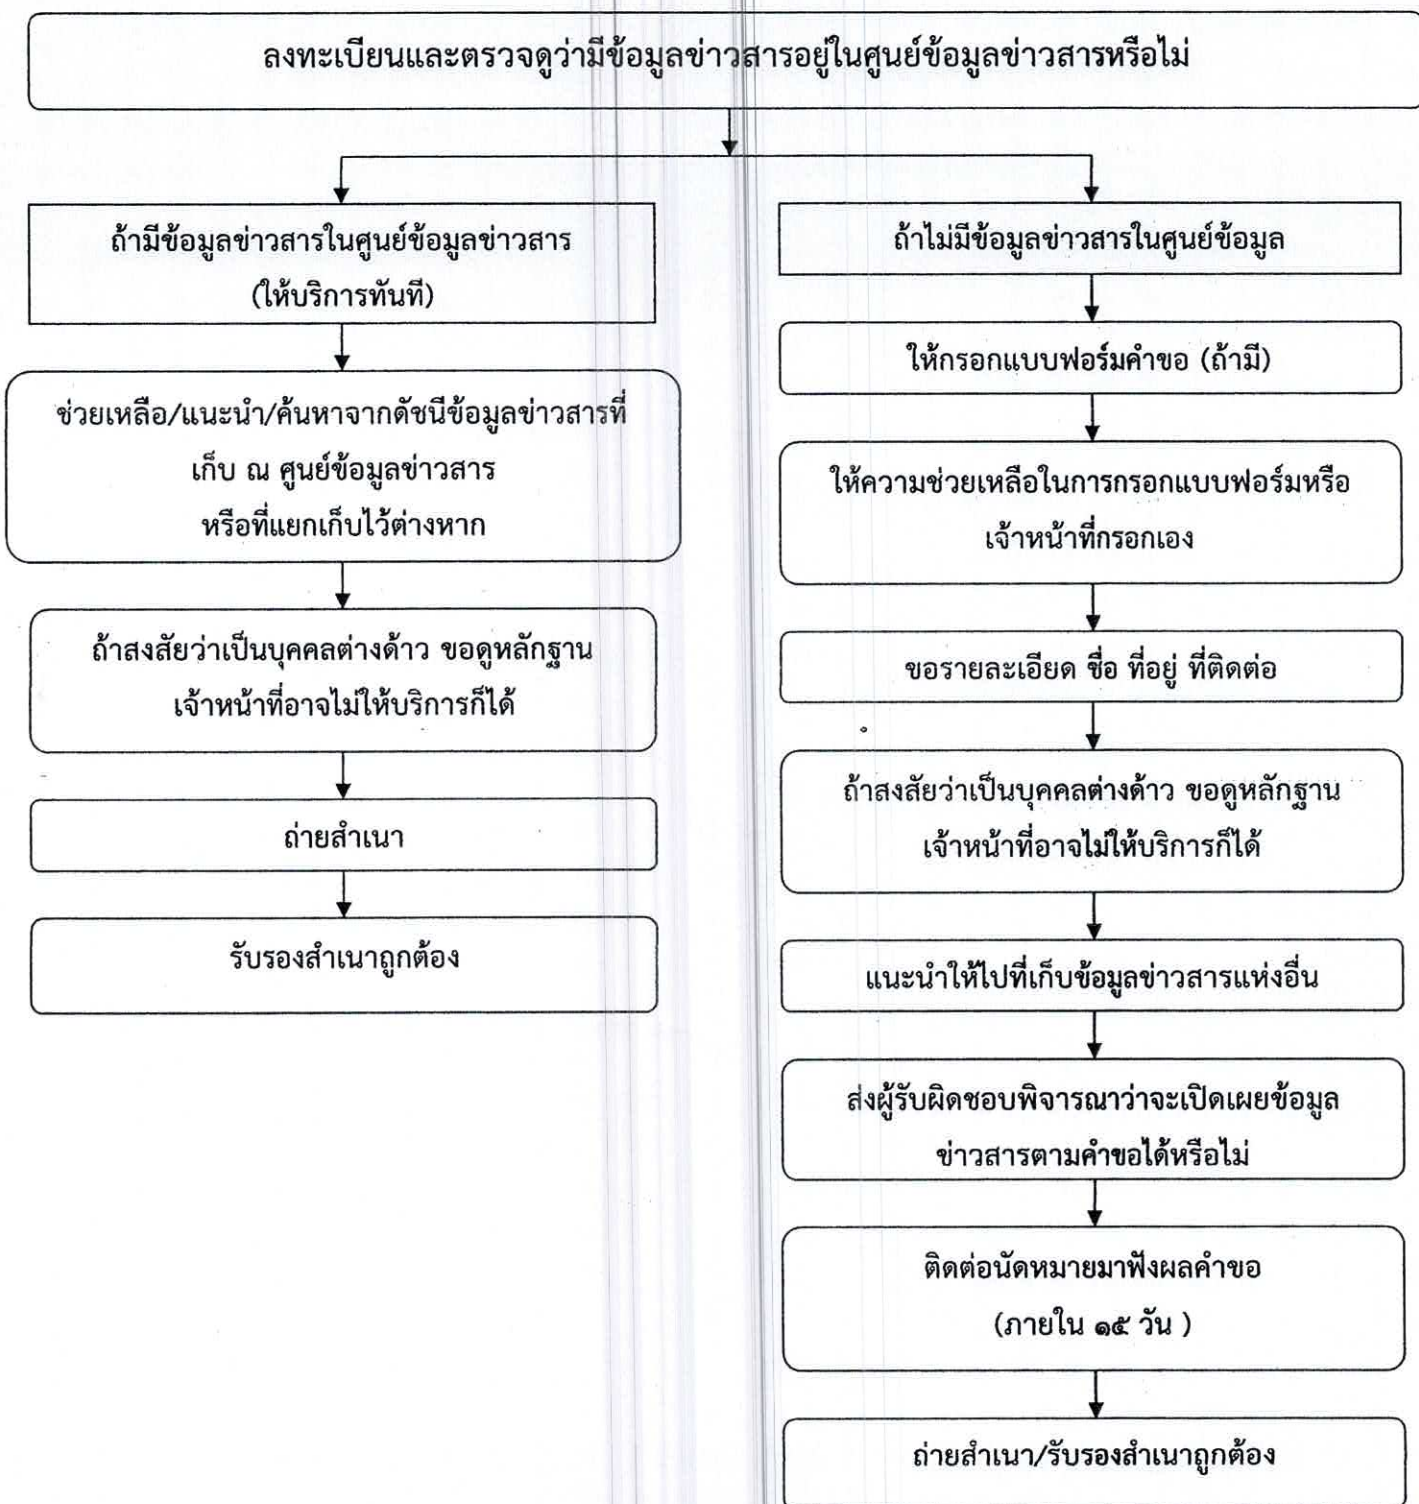 ลงทะเบียนและตรวจดูว่ามีข้อมูลข่าวสารอยู่ในศูนย์ข้อมูลข่าวสารหรือไม่
ถ้ามีข้อมูลข่าวสารในศูนย์ข้อมูลข่าวสาร
(ให้บริการทันที)
ช่วยเหลือ/แนะนำ/ค้นหาจากดัชนีข้อมูลข่าวสารที่
เก็บ ณ ศูนย์ข้อมูลข่าวสาร
หรือที่แยกเก็บไว้ต่างหาก
ถ้าสงสัยว่าเป็นบุคคลต่างด้าว ขอดูหลักฐาน
เจ้าหน้าที่อาจไม่ให้บริการก็ได้
ถ่ายสำเนา
รับรองสำเนาถูกต้อง
ถ้าไม่มีข้อมูลข่าวสารในศูนย์ข้อมูล
ให้กรอกแบบฟอร์มคำขอ (ถ้ามี)
ให้ความช่วยเหลือในการกรอกแบบฟอร์มหรือ
เจ้าหน้าที่กรอกเอง
ขอรายละเอียด ชื่อ ที่อยู่ ที่ติดต่อ
ถ้าสงสัยว่าเป็นบุคคลต่างด้าว ขอดูหลักฐาน
เจ้าหน้าที่อาจไม่ให้บริการก็ได้
แนะนำให้ไปที่เก็บข้อมูลข่าวสารแห่งอื่น
ส่งผู้รับผิดชอบพิจารณาว่าจะเปิดเผยข้อมูล
ข่าวสารตามคำขอได้หรือไม่
ติดต่อนัดหมายมาฟังผลคำขอ
(ภายใน ๑๕ วัน )
ถ่ายสำเนา/รับรองสำเนาถูกต้อง